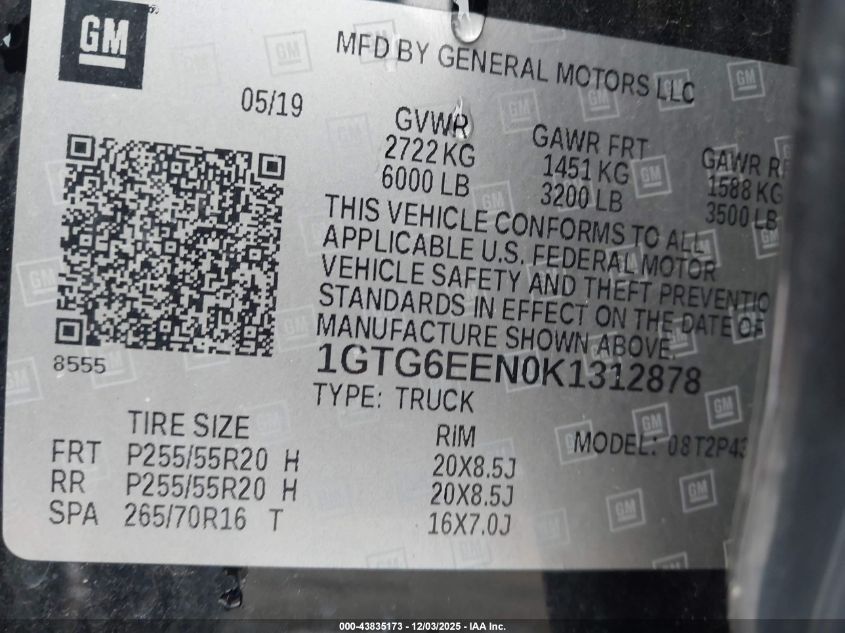 GM
MFD BY GENERAL MOTORS LLC
05/19
GVWR
2722 KG
6000 LB
GAWR FRT
1451 KG
3200 LB
GAWR
1588 KG
3500 LB
THIS VEHICLE CONFORMS TO ALL
APPLICABLE U.S. FEDERAL MOTOR
VEHICLE SAFETY AND THEFT PREVENTIO
STANDARDS IN EFFECT ON THE DATE OF
MANUFACTURE SHOWN ABOVE.
8555
1GTG6EEN0K1312878
TYPE: TRUCK
MODEL: 08T2P43
TIRE SIZE
RIM
FRT P255/55R20 H 20X8.5J
RR P255/55R20 H 20X8.5J
SPA 265/70R16 T 16X7.0J
000-43835173 - 12/03/2025 - IAA Inc.